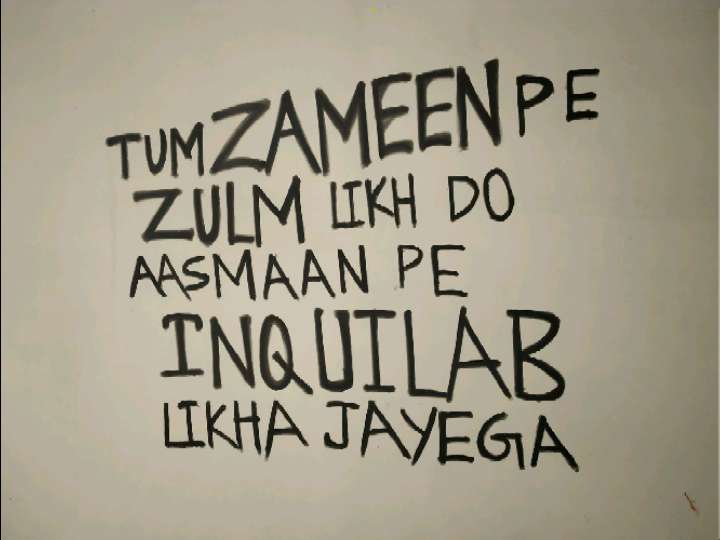 TUM ZAMEEN PE
ZULM LIKH DO
AASMAAN PE
INQUILAB
LIKHA JAYEGA